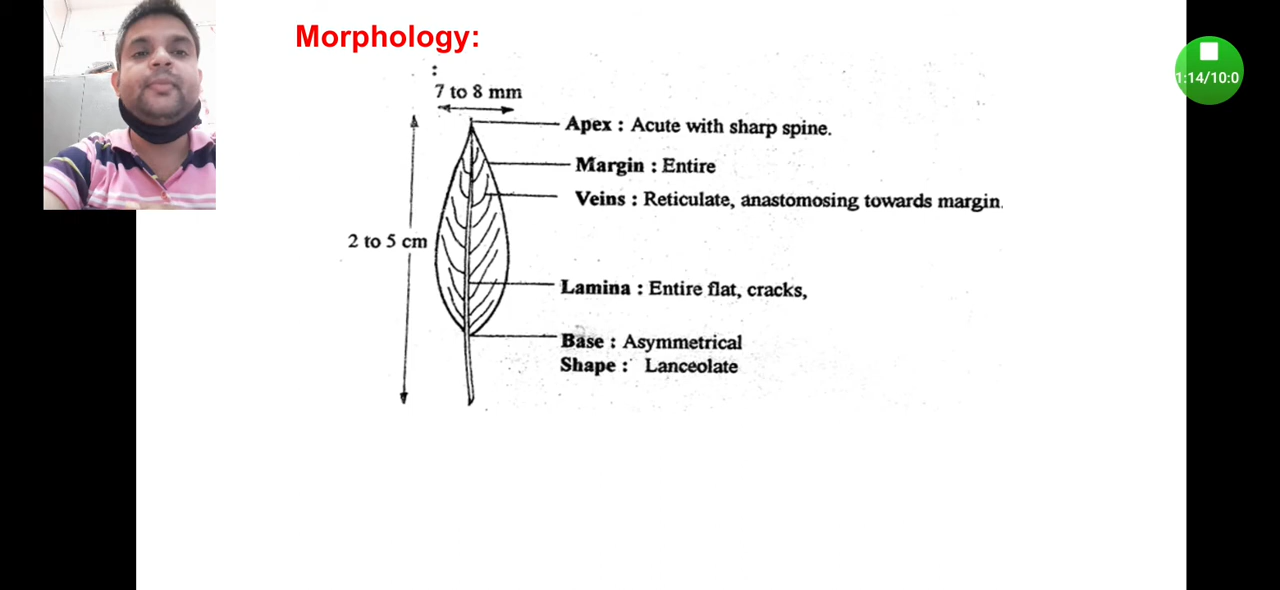 Morphology:
:
7 to 8 mm
Apex : Acute with sharp spine.
Margin : Entire
Veins : Reticulate, anastomosing towards margin.
2 to 5 cm
Lamina : Entire flat, cracks,
Base : Asymmetrical
Shape : Lanceolate
1:14/10:0